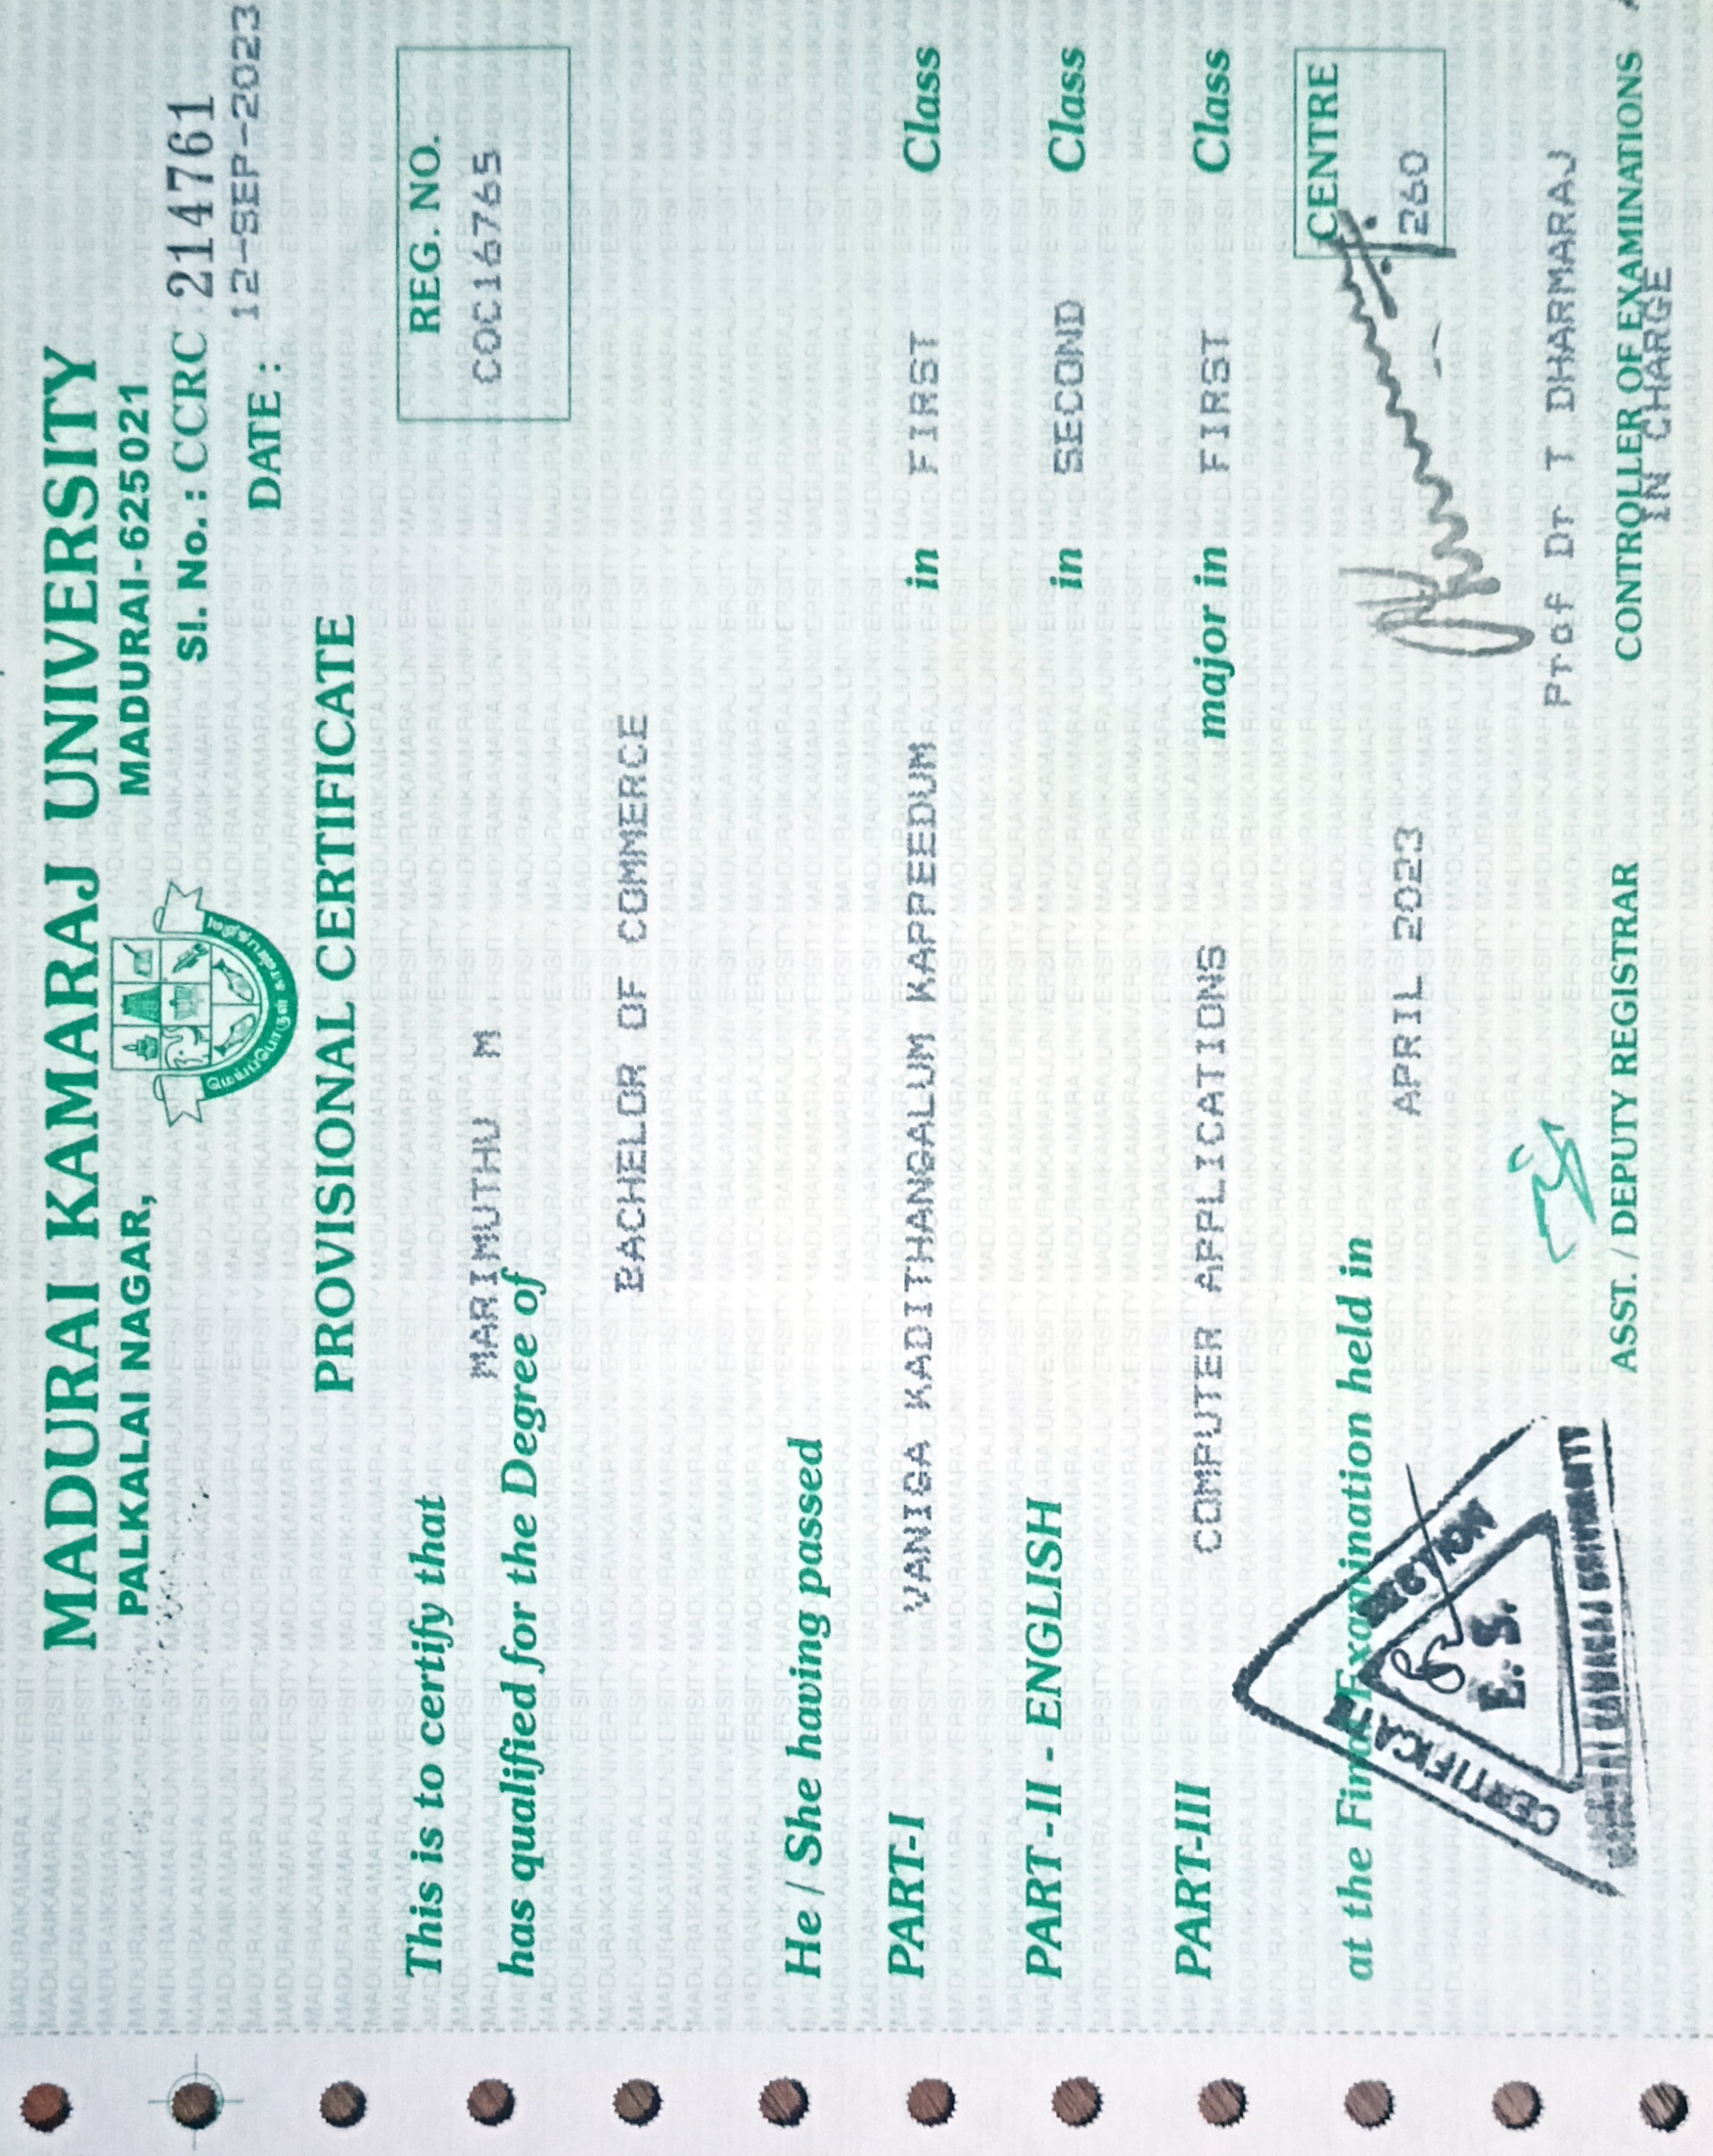 MADURAI KAMARAJ UNIVERSITY
PALKALAI NAGAR, MADURAI-625021
Sl. No. : CCRC 214761
DATE : 12-SEP-2023
PROVISIONAL CERTIFICATE
This is to certify that
REG. NO.
MARIMUTHU M
C0C16765
has qualified for the Degree of
BACHELOR OF COMMERCE
He / She having passed
PART-I VANIGA KADITHANGALUM KAPPEEDUM in FIRST Class
PART-II - ENGLISH in SECOND Class
PART-III COMPUTER APPLICATIONS major in FIRST Class
CENTRE
at the Final Examination held in
APRIL 2023
260
CERTIFICATE SECTION
E. S.
MADURAI KAMARAJ UNIVERSITY
Prof Dr T DHARMARAJ
ASST. / DEPUTY REGISTRAR
CONTROLLER OF EXAMINATIONS
IN CHARGE